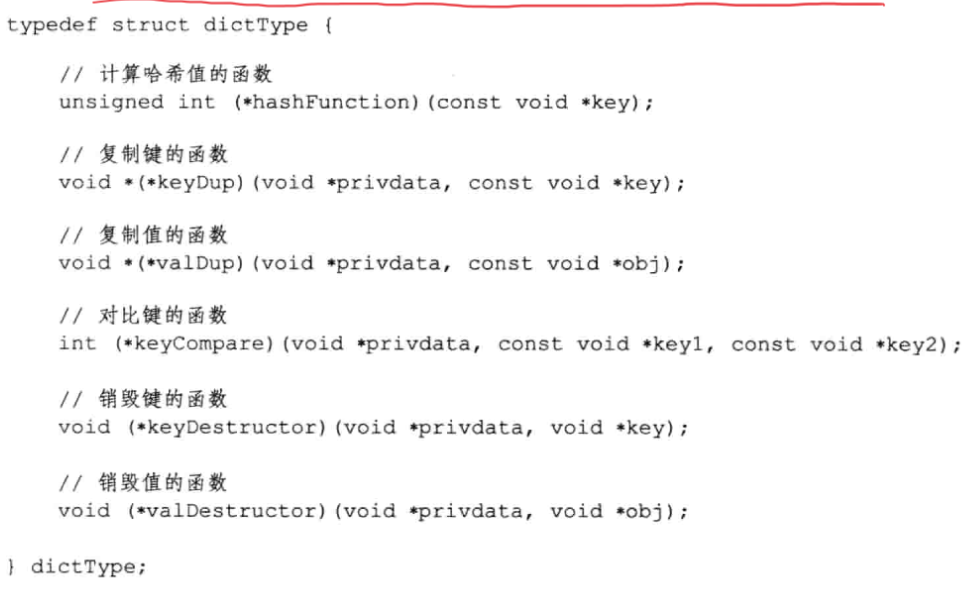 typedef struct dictType {
// 计算哈希值的函数
unsigned int (*hashFunction)(const void *key);
// 复制键的函数
void *(*keyDup)(void *privdata, const void *key);
// 复制值的函数
void *(*valDup)(void *privdata, const void *obj);
// 对比键的函数
int (*keyCompare)(void *privdata, const void *key1, const void *key2);
// 销毁键的函数
void (*keyDestructor)(void *privdata, void *key);
// 销毁值的函数
void (*valDestructor)(void *privdata, void *obj);
} dictType;